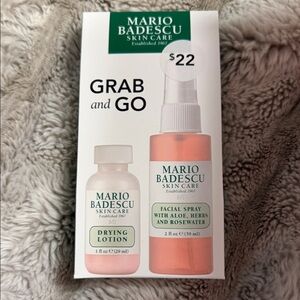 MARIO
BADESCU
SKIN CARE
Established 1967
$22
GRAB
and GO
MARIO
BADESCU
SKIN CARE
DRYING
LOTION
1 fl oz e (29 ml)
MARIO
BADESCU
SKIN CARE
FACIAL SPRAY
WITH ALOE, HERBS
AND ROSEWATER
2 fl oz e (59 ml)